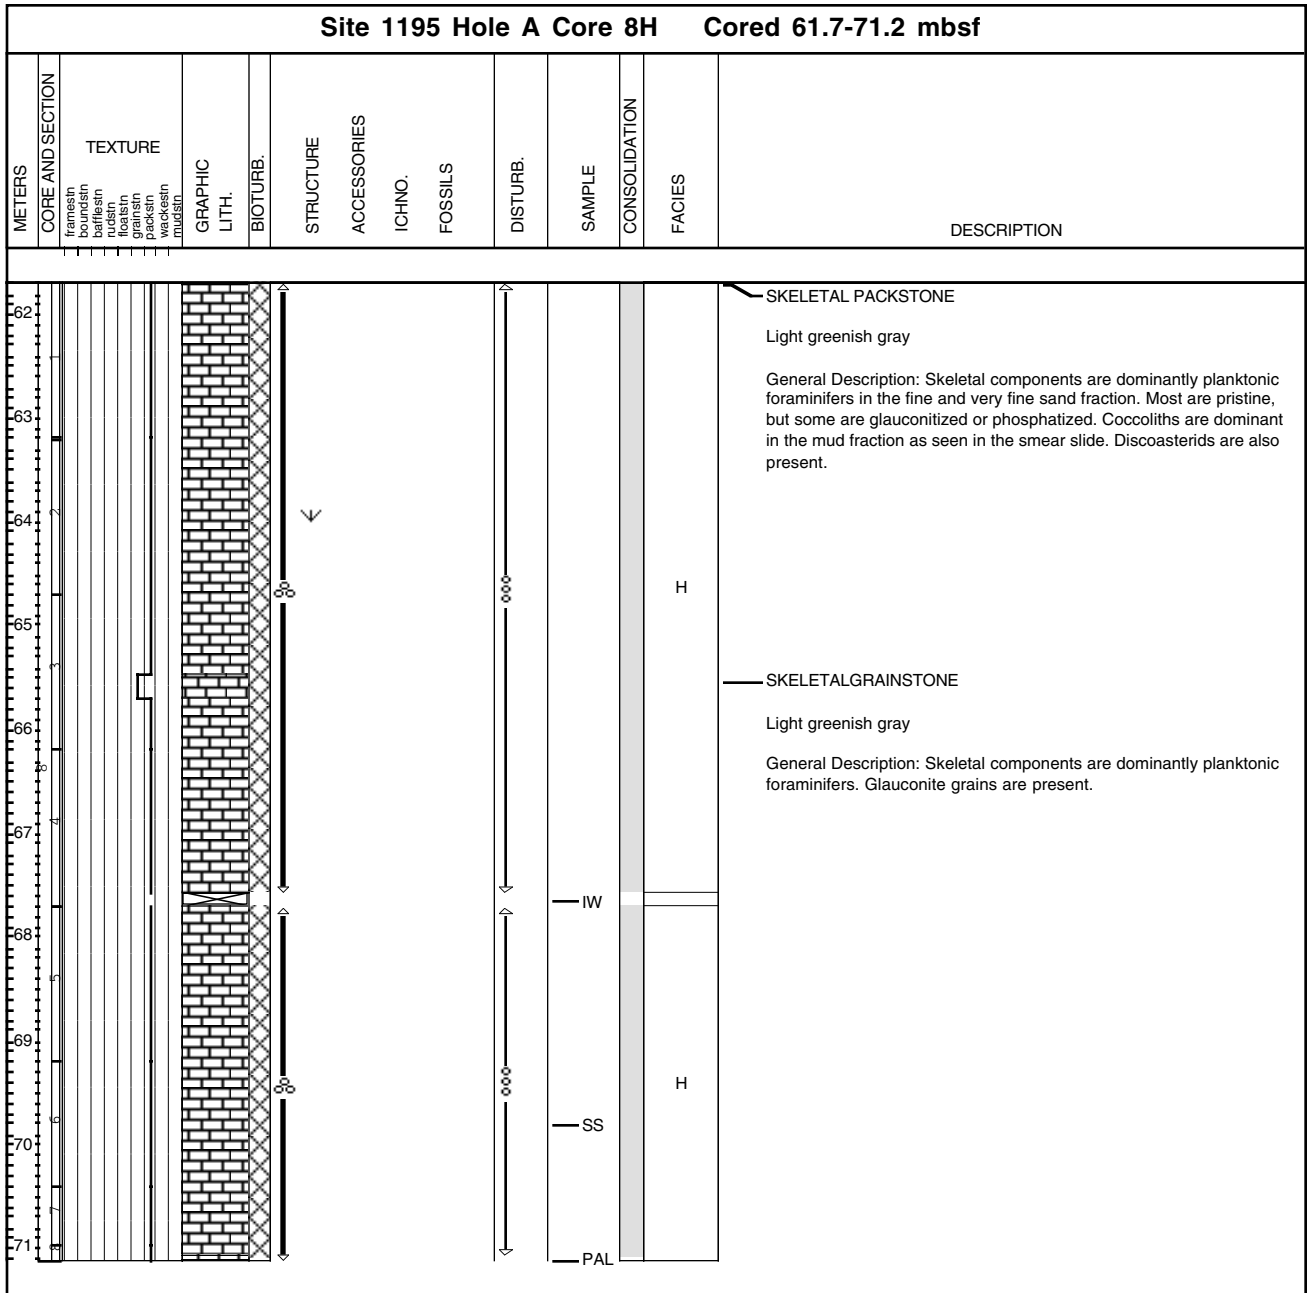 Site 1195 Hole A Core 8H Cored 61.7-71.2 mbsf
METERS
CORE AND SECTION
TEXTURE
framestn
boundstn
bafflestn
rudstn
floatstn
grainstn
packstn
wackestn
mudstn
GRAPHIC
LITH.
BIOTURB.
STRUCTURE
ACCESSORIES
ICHNO.
FOSSILS
DISTURB.
SAMPLE
CONSOLIDATION
FACIES
DESCRIPTION
SKELETAL PACKSTONE
Light greenish gray
General Description: Skeletal components are dominantly planktonic
foraminifers in the fine and very fine sand fraction. Most are pristine,
but some are glauconitized or phosphatized. Coccoliths are dominant
in the mud fraction as seen in the smear slide. Discoasterids are also
present.
62
1
63
2
64
H
65
3
SKELETALGRAINSTONE
Light greenish gray
66
General Description: Skeletal components are dominantly planktonic
foraminifers. Glauconite grains are present.
8
4
67
IW
68
5
69
H
6
SS
70
7
71
8
PAL